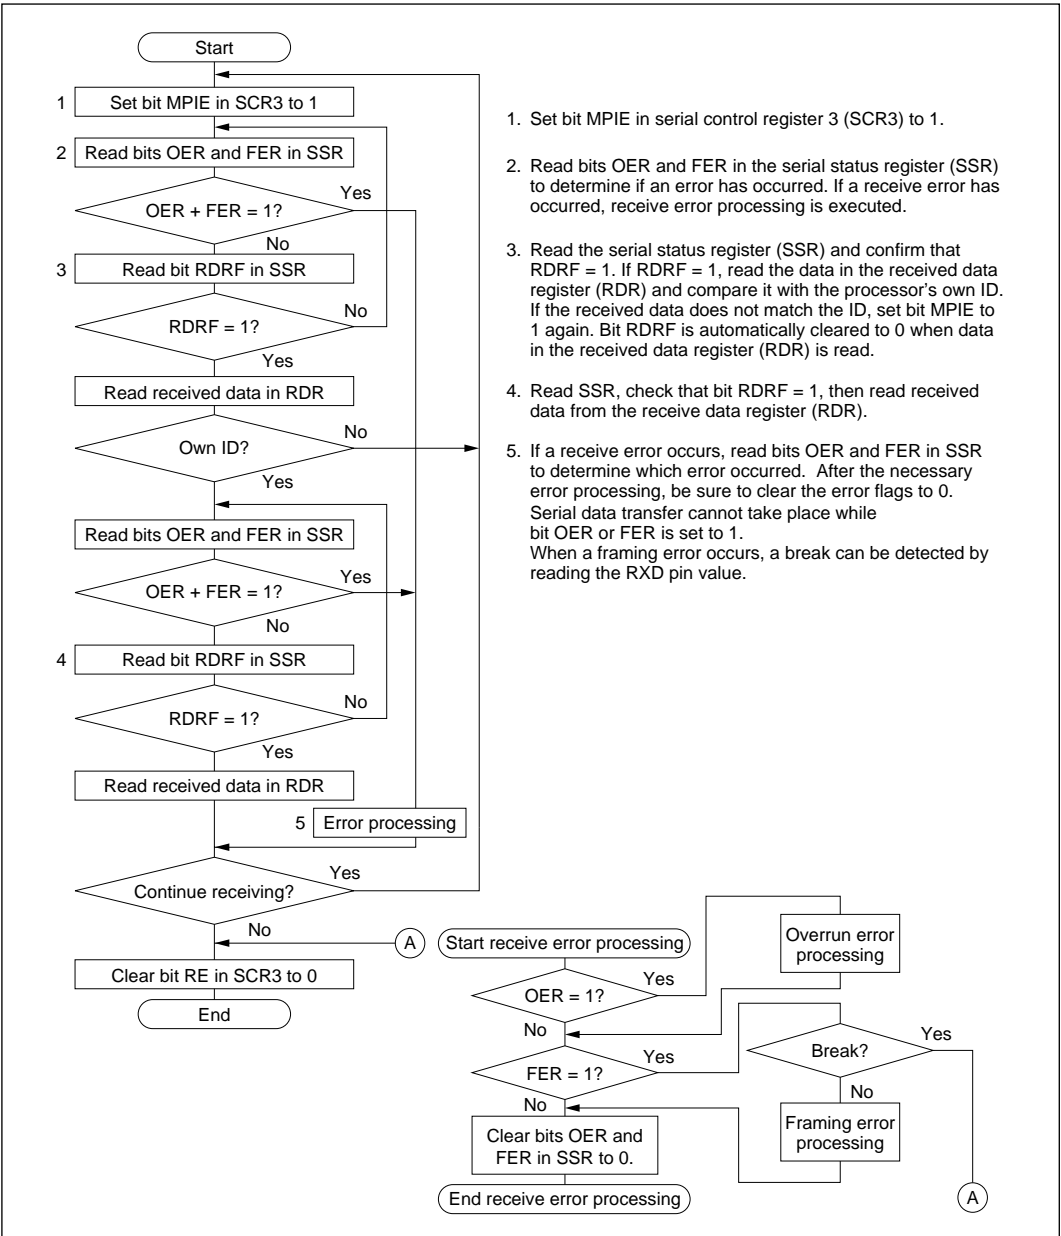 Start
1 Set bit MPIE in SCR3 to 1
2 Read bits OER and FER in SSR
Yes
OER + FER = 1?
No
3 Read bit RDRF in SSR
No
RDRF = 1?
Yes
Read received data in RDR
No
Own ID?
Yes
Read bits OER and FER in SSR
Yes
OER + FER = 1?
No
4 Read bit RDRF in SSR
No
RDRF = 1?
Yes
Read received data in RDR
5 Error processing
Yes
Continue receiving?
No
A
Clear bit RE in SCR3 to 0
End
1. Set bit MPIE in serial control register 3 (SCR3) to 1.
2. Read bits OER and FER in the serial status register (SSR)
to determine if an error has occurred. If a receive error has
occurred, receive error processing is executed.
3. Read the serial status register (SSR) and confirm that
RDRF = 1. If RDRF = 1, read the data in the received data
register (RDR) and compare it with the processor's own ID.
If the received data does not match the ID, set bit MPIE to
1 again. Bit RDRF is automatically cleared to 0 when data
in the received data register (RDR) is read.
4. Read SSR, check that bit RDRF = 1, then read received
data from the receive data register (RDR).
5. If a receive error occurs, read bits OER and FER in SSR
to determine which error occurred. After the necessary
error processing, be sure to clear the error flags to 0.
Serial data transfer cannot take place while
bit OER or FER is set to 1.
When a framing error occurs, a break can be detected by
reading the RXD pin value.
Start receive error processing
Overrun error
processing
Yes
OER = 1?
No
Yes
Yes
Break?
FER = 1?
No
No
Framing error
processing
Clear bits OER and
FER in SSR to 0.
End receive error processing
A